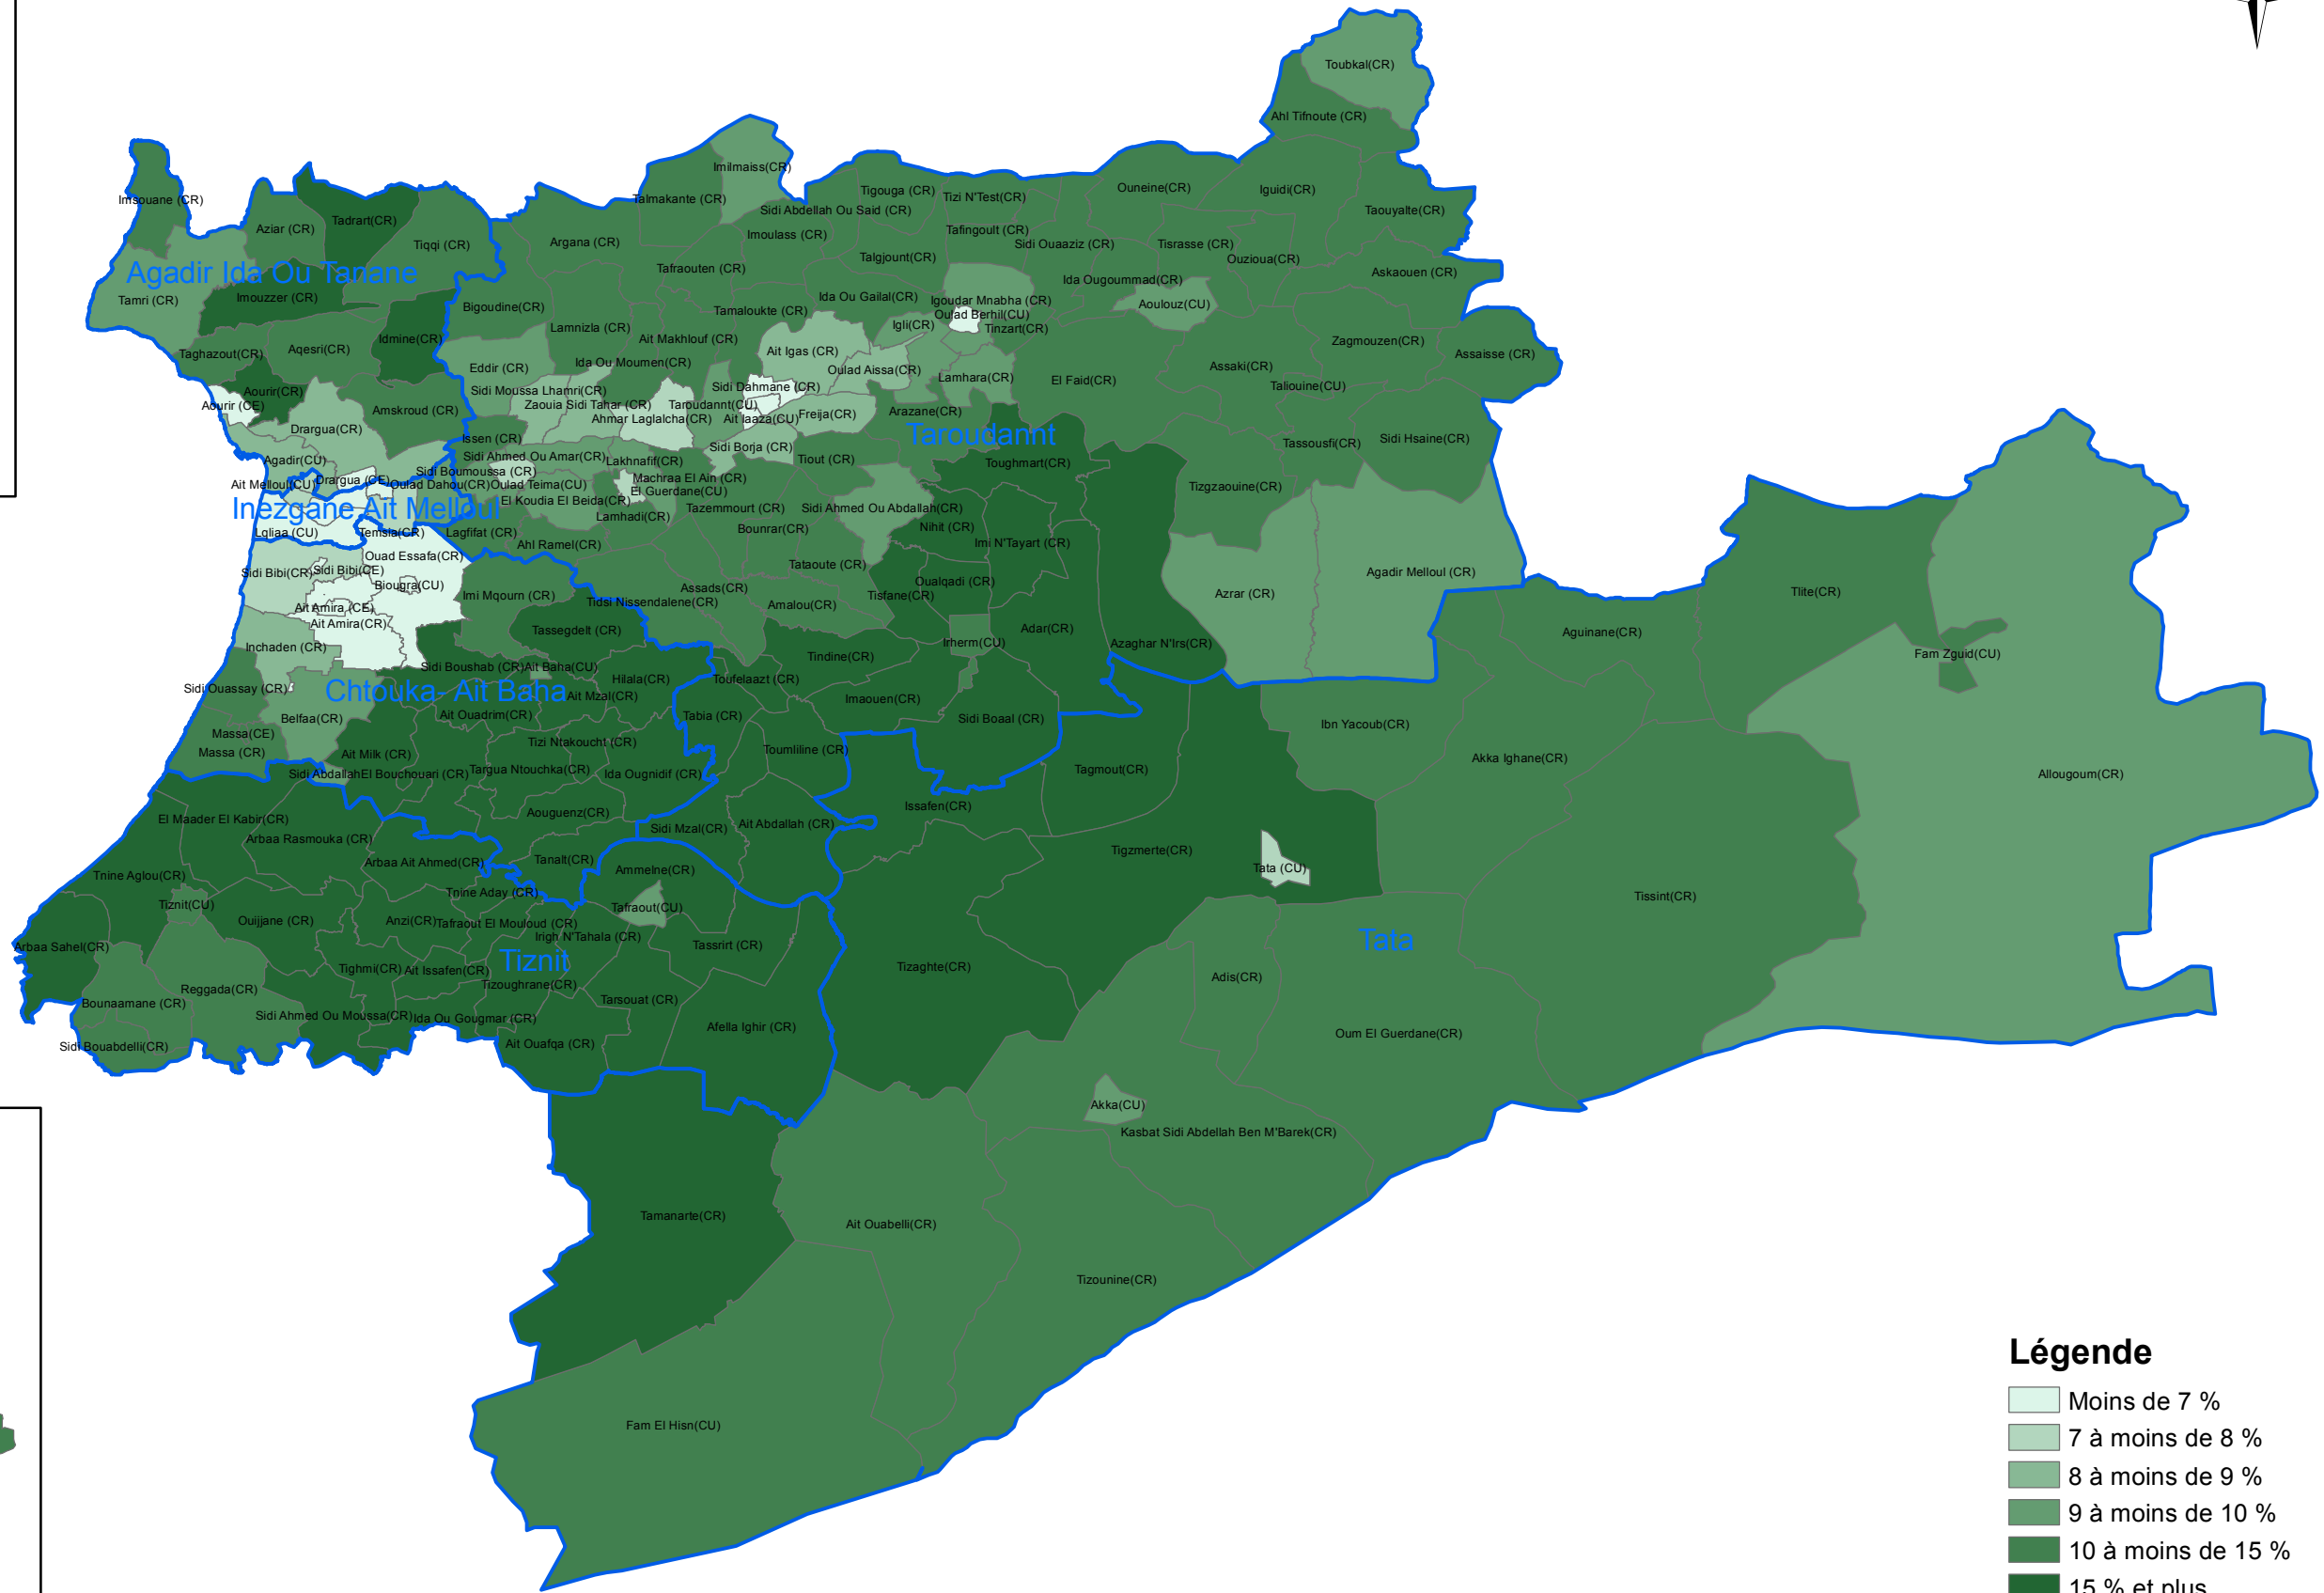 Toubkal(CR)
Ahl Tifnoute (CR)
Imilmaiss(CR)
Talmakante (CR)
Tigouga (CR)
Tizi N'Test(CR)
Ouneine(CR)
Iguidi(CR)
Imsouane (CR)
Sidi Abdellah Ou Said (CR)
Taouyalte(CR)
Tadrart(CR)
Aziar (CR)
Tiqqi (CR)
Argana (CR)
Imoulass (CR)
Tafingoult (CR)
Sidi Ouaaziz (CR)
Tisrasse (CR)
Talgjount(CR)
Ouzioua(CR)
Agadir Ida Ou Tanane
Tafraouten (CR)
Askaouen (CR)
Ida Ougoummad(CR)
Tamri (CR)
Imouzzer (CR)
Bigoudine(CR)
Ida Ou Gailal(CR)
Igoudar Mnabha (CR)
Aoulouz(CU)
Tamaloukte (CR)
Oulad Berhil(CU)
Lamnizla (CR)
Igli(CR)
Tinzart(CR)
Idmine(CR)
Ait Makhlouf (CR)
Zagmouzen(CR)
Taghazout(CR)
Aqesri(CR)
Ait Igas (CR)
Assaisse (CR)
Eddir (CR)
Ida Ou Moumen(CR)
Oulad Aissa(CR)
Assaki(CR)
Lamhara(CR)
El Faid(CR)
Taliouine(CU)
Aourir(CR)
Sidi Moussa Lhamri(CR)
Sidi Dahmane (CR)
Aourir (CE)
Amskroud (CR)
Zaouia Sidi Tahar (CR)
Taroudannt(CU)
Ahmar Laglalcha(CR)
Ait Iaaza(CU)
Freija(CR)
Arazane(CR)
Drargua(CR)
Issen (CR)
Sidi Borja (CR)
Taroudannt
Tassousfi(CR)
Sidi Hsaine(CR)
Agadir(CU)
Sidi Ahmed Ou Amar(CR)
Lakhnafif(CR)
Tiout (CR)
Toughmart(CR)
Sidi Boumoussa (CR)
Ait Melloul(CU)
Drargua (CE)
Oulad Dahou(CR)
Oulad Teima(CU)
Machraa El Ain (CR)
El Guerdane(CU)
Tizgzaouine(CR)
El Koudia El Beida(CR)
Inezgane Ait Melloul
Lamhadi(CR)
Tazemmourt (CR)
Sidi Ahmed Ou Abdallah(CR)
Lqliaa (CU)
Temsia(CR)
Lagfifat (CR)
Bounrar(CR)
Nihit (CR)
Ahl Ramel(CR)
Imi N'Tayart (CR)
Ouad Essafa(CR)
Tataoute (CR)
Sidi Bibi(CR)
Sidi Bibi(CE)
Agadir Melloul (CR)
Biougra(CU)
Imi Mqourn (CR)
Assads(CR)
Oualqadi (CR)
Tlite(CR)
Azrar (CR)
Tidsi Nissendalene(CR)
Amalou(CR)
Tisfane(CR)
Ait Amira (CE)
Ait Amira(CR)
Tassegdelt (CR)
Adar(CR)
Aguinane(CR)
Inchaden (CR)
Irherm(CU)
Azaghar N'Irs(CR)
Tindine(CR)
Fam Zguid(CU)
Sidi Boushab (CR)
Ait Baha(CU)
Hilala(CR)
Toufelaazt (CR)
Sidi Ouassay (CR)
Chtouka- Ait Baha
Ait Mzal(CR)
Imaouen(CR)
Belfaa(CR)
Ait Ouadrim(CR)
Tabia (CR)
Sidi Boaal (CR)
Ibn Yacoub(CR)
Massa(CE)
Massa (CR)
Ait Milk (CR)
Tizi Ntakoucht (CR)
Toumliline (CR)
Akka Ighane(CR)
Sidi Abdallah El Bouchouari (CR)
Targua Ntouchka(CR)
Ida Ougnidif (CR)
Tagmout(CR)
Allougoum(CR)
El Maader El Kabir(CR)
Aouguenz(CR)
Issafen(CR)
Arbaa Rasmouka (CR)
Sidi Mzal(CR)
Ait Abdallah (CR)
Arbaa Ait Ahmed(CR)
Tanalt(CR)
Ammelne(CR)
Tigzmerte(CR)
Tata (CU)
Tnine Aglou(CR)
Tnine Aday (CR)
Tiznit(CU)
Tafraout(CU)
Tissint(CR)
Ouijjane (CR)
Anzi(CR)
Tafraout El Mouloud (CR)
Irigh N'Tahala (CR)
Tata
Arbaa Sahel(CR)
Tassrirt (CR)
Tiznit
Tighmi(CR)
Ait Issafen(CR)
Tizaghte(CR)
Adis(CR)
Reggada(CR)
Tizoughrane(CR)
Bounaamane (CR)
Tarsouat (CR)
Sidi Ahmed Ou Moussa(CR)
Ida Ou Gougmar (CR)
Afella Ighir (CR)
Oum El Guerdane(CR)
Sidi Bouabdelli(CR)
Ait Ouafqa (CR)
Akka(CU)
Kasbat Sidi Abdellah Ben M'Barek(CR)
Tamanarte(CR)
Ait Ouabelli(CR)
Tizounine(CR)
Fam El Hisn(CU)
Légende
Moins de 7 %
7 à moins de 8 %
8 à moins de 9 %
9 à moins de 10 %
10 à moins de 15 %
15 % et plus